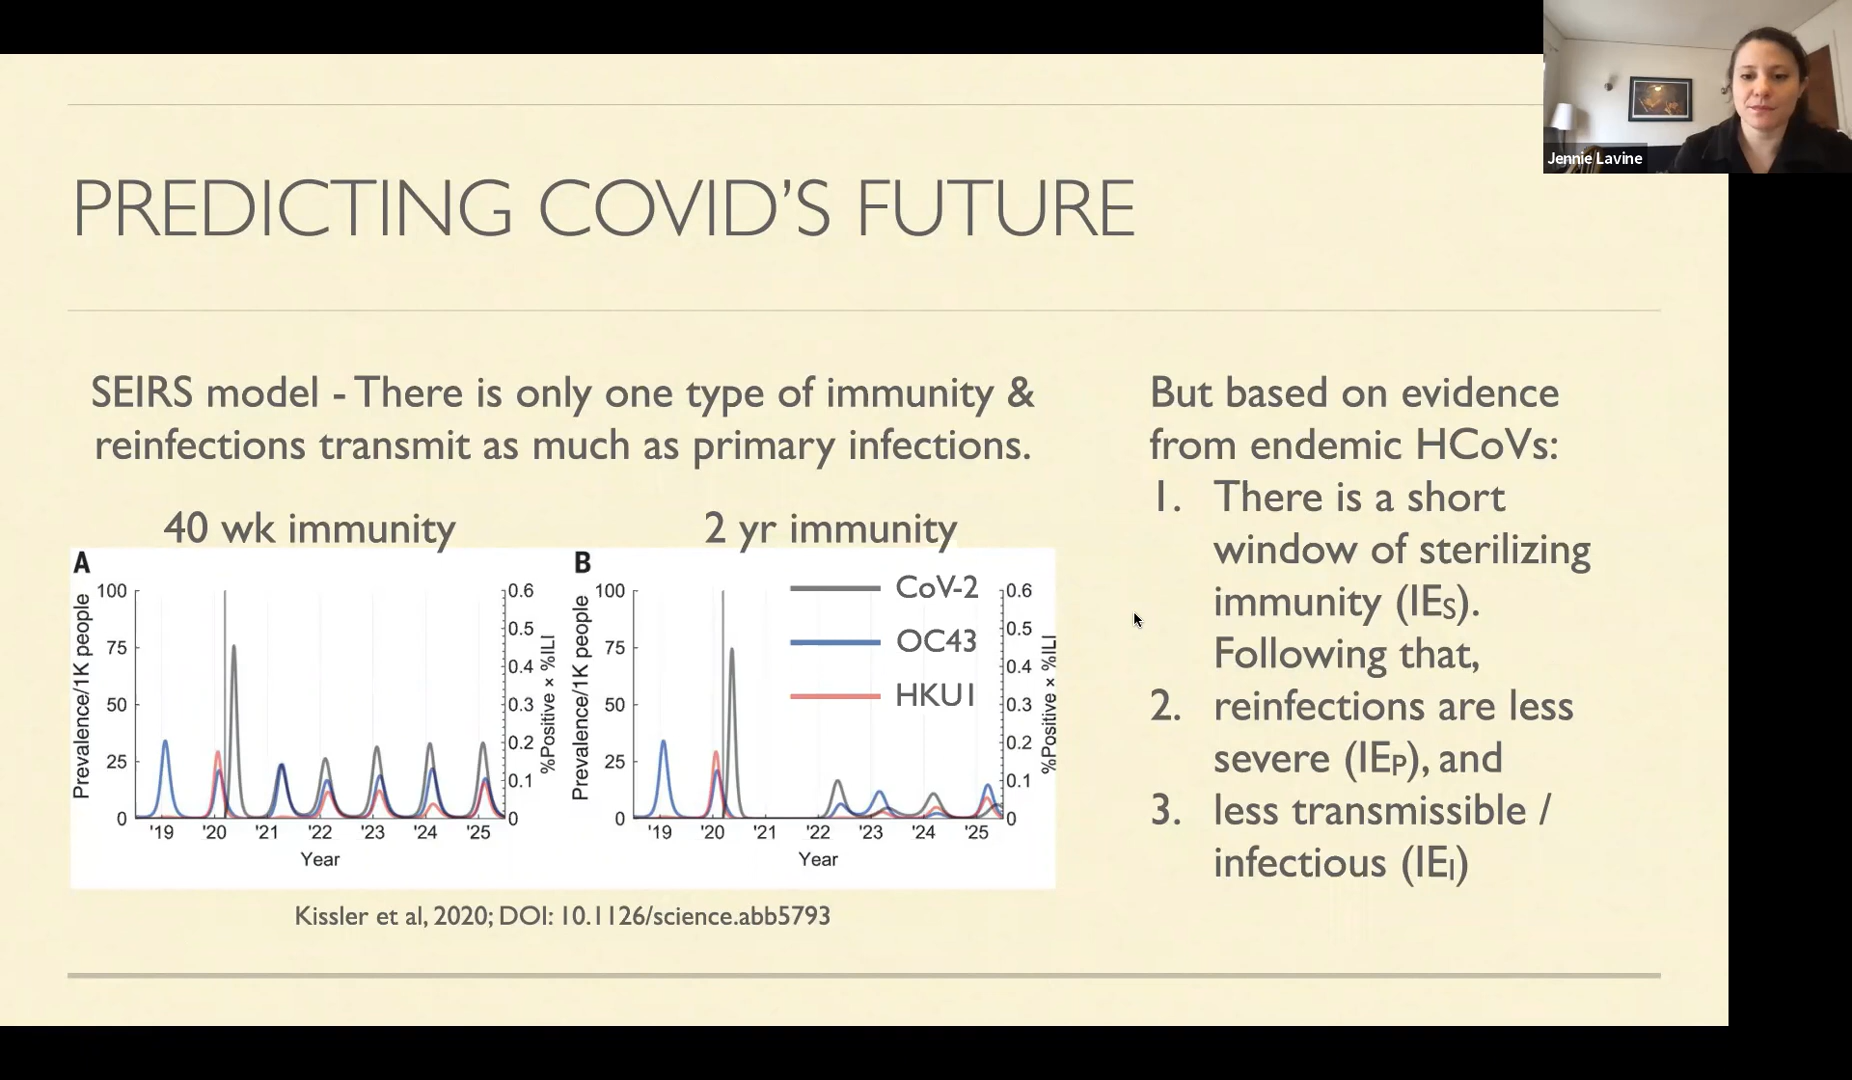 Jennie Lavine
PREDICTING COVID'S FUTURE
SEIRS model - There is only one type of immunity &
reinfections transmit as much as primary infections.
40 wk immunity
2 yr immunity
A
100
75
50
25
0
Prevalence/1K people
0.6
0.5
0.4
0.3
0.2
0.1
0
%Positive × %ILI
'19 '20 '21 '22 '23 '24 '25
Year
B
100
75
50
25
0
Prevalence/1K people
CoV-2
OC43
HKU1
0.6
0.5
0.4
0.3
0.2
0.1
0
%Positive × %ILI
'19 '20 '21 '22 '23 '24 '25
Year
Kissler et al, 2020; DOI: 10.1126/science.abb5793
But based on evidence
from endemic HCoVs:
1. There is a short
window of sterilizing
immunity (IES).
Following that,
2. reinfections are less
severe (IEP), and
3. less transmissible /
infectious (IEI)